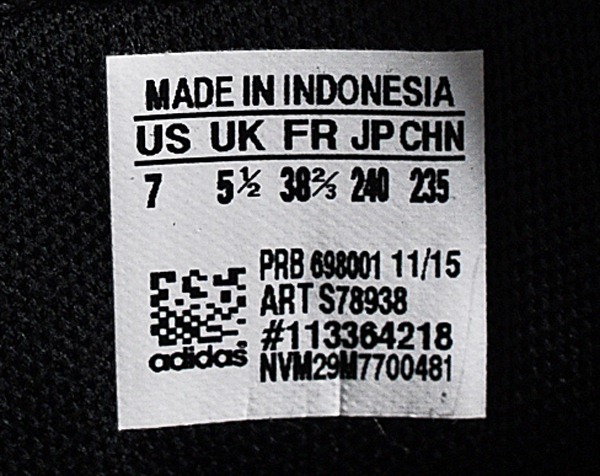 MADE IN INDONESIA
US UK FR JP CHN
7 5½ 38⅔ 240 235
PRB 698001 11/15
ART S78938
#113364218
adidas
NVM29M7700481